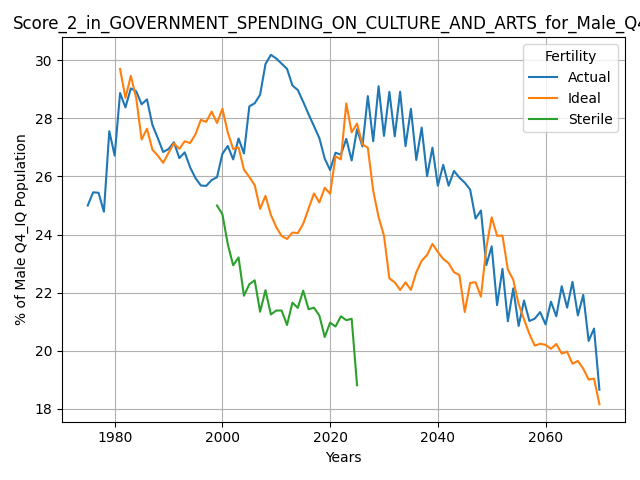 Score_2_in_GOVERNMENT_SPENDING_ON_CULTURE_AND_ARTS_for_Male_Q4
Fertility
Actual
Ideal
Sterile
% of Male Q4_IQ Population
30
28
26
24
22
20
18
1980 2000 2020 2040 2060
Years